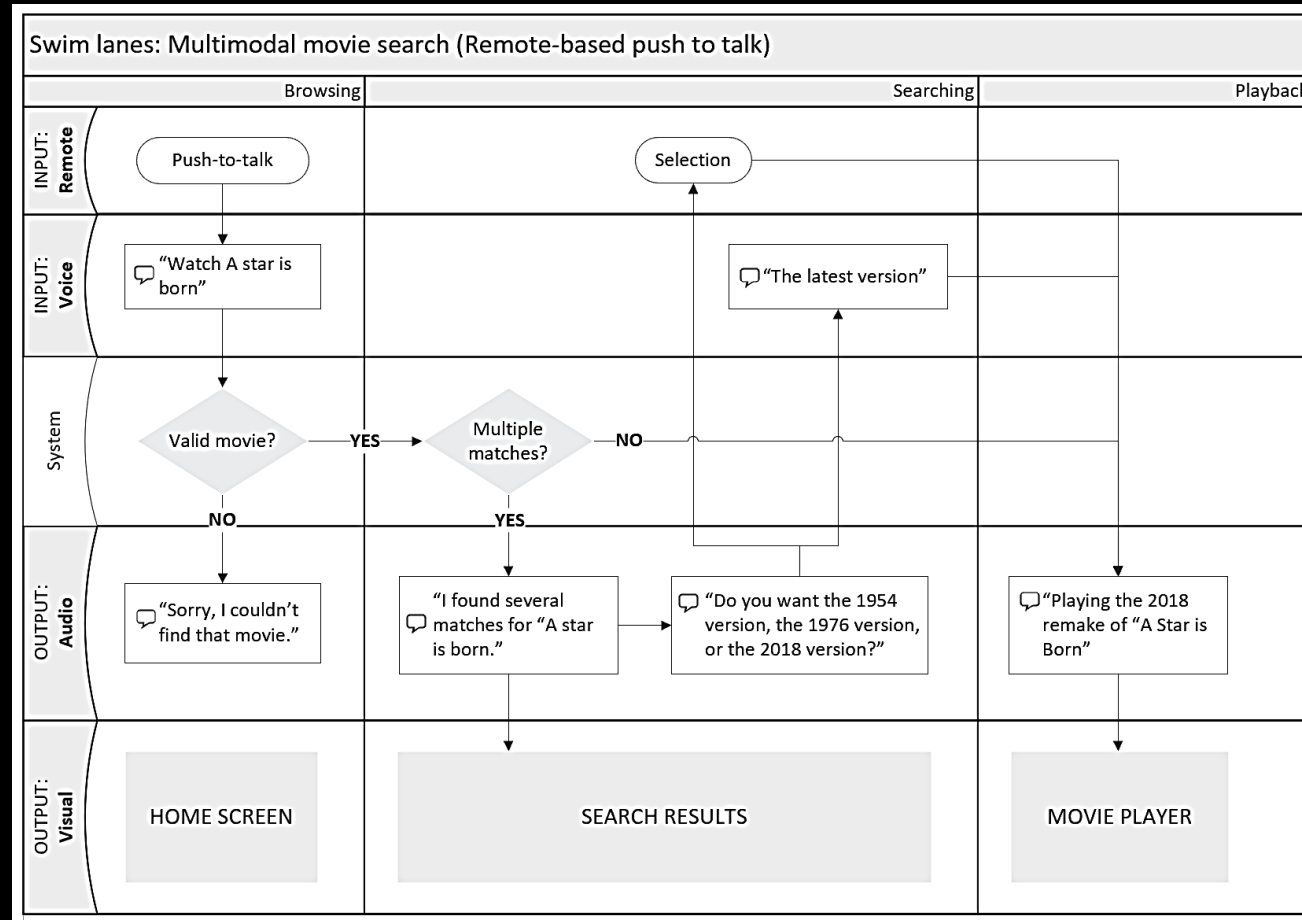 Swim lanes: Multimodal movie search (Remote-based push to talk)
Browsing
Searching
Playback
INPUT:
Remote
Push-to-talk
Selection
INPUT:
Voice
“Watch A star is
born”
“The latest version”
System
Valid movie?
YES
Multiple
matches?
NO
NO
YES
OUTPUT:
Audio
“Sorry, I couldn’t
find that movie.”
“I found several
matches for “A star
is born.”
“Do you want the 1954
version, the 1976 version,
or the 2018 version?”
“Playing the 2018
remake of “A Star is
Born”
OUTPUT:
Visual
HOME SCREEN
SEARCH RESULTS
MOVIE PLAYER